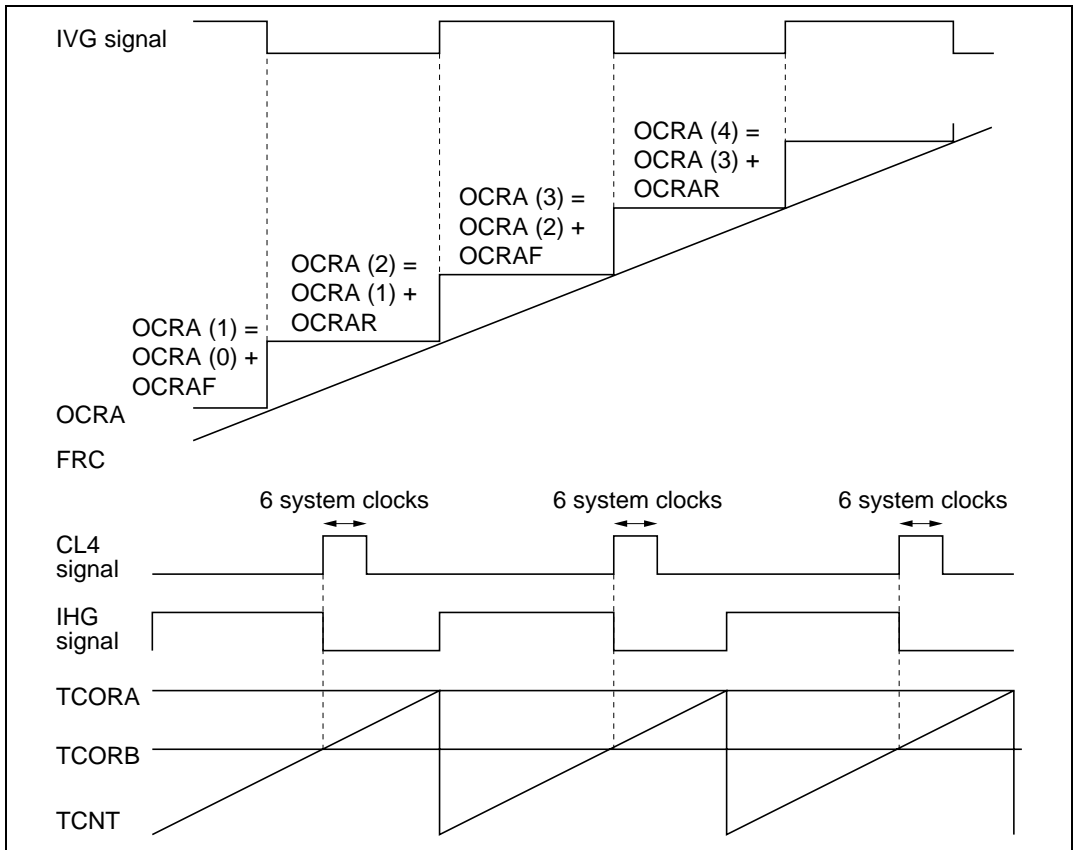 IVG signal
OCRA (4) =
OCRA (3) +
OCRAR
OCRA (3) =
OCRA (2) +
OCRAF
OCRA (2) =
OCRA (1) +
OCRAR
OCRA (1) =
OCRA (0) +
OCRAF
OCRA
FRC
6 system clocks 6 system clocks 6 system clocks
CL4
signal
IHG
signal
TCORA
TCORB
TCNT